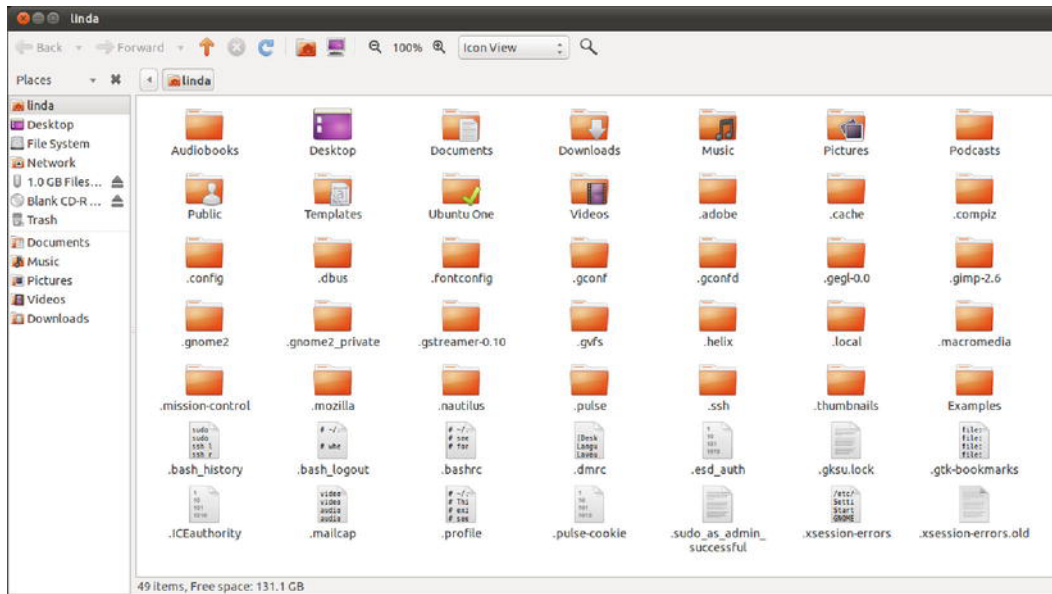 linda
Back Forward 100% Icon View
Places linda
linda
Desktop
File System
Network
1.0 GB Files...
Blank CD-R ...
Trash
Documents
Music
Pictures
Videos
Downloads
Audiobooks Desktop Documents Downloads Music Pictures Podcasts
Public Templates Ubuntu One Videos .adobe .cache .compiz
.config .dbus .fontconfig .gconf .gconfd .gegl-0.0 .gimp-2.6
.gnome2 .gnome2_private .gstreamer-0.10 .gvfs .helix .local .macromedia
.mission-control .mozilla .nautilus .pulse .ssh .thumbnails Examples
.bash_history .bash_logout .bashrc .dmrc .esd_auth .gksu.lock .gtk-bookmarks
.ICEauthority .mailcap .profile .pulse-cookie .sudo_as_admin_ .xsession-errors .xsession-errors.old
successful
49 items, Free space: 131.1 GB